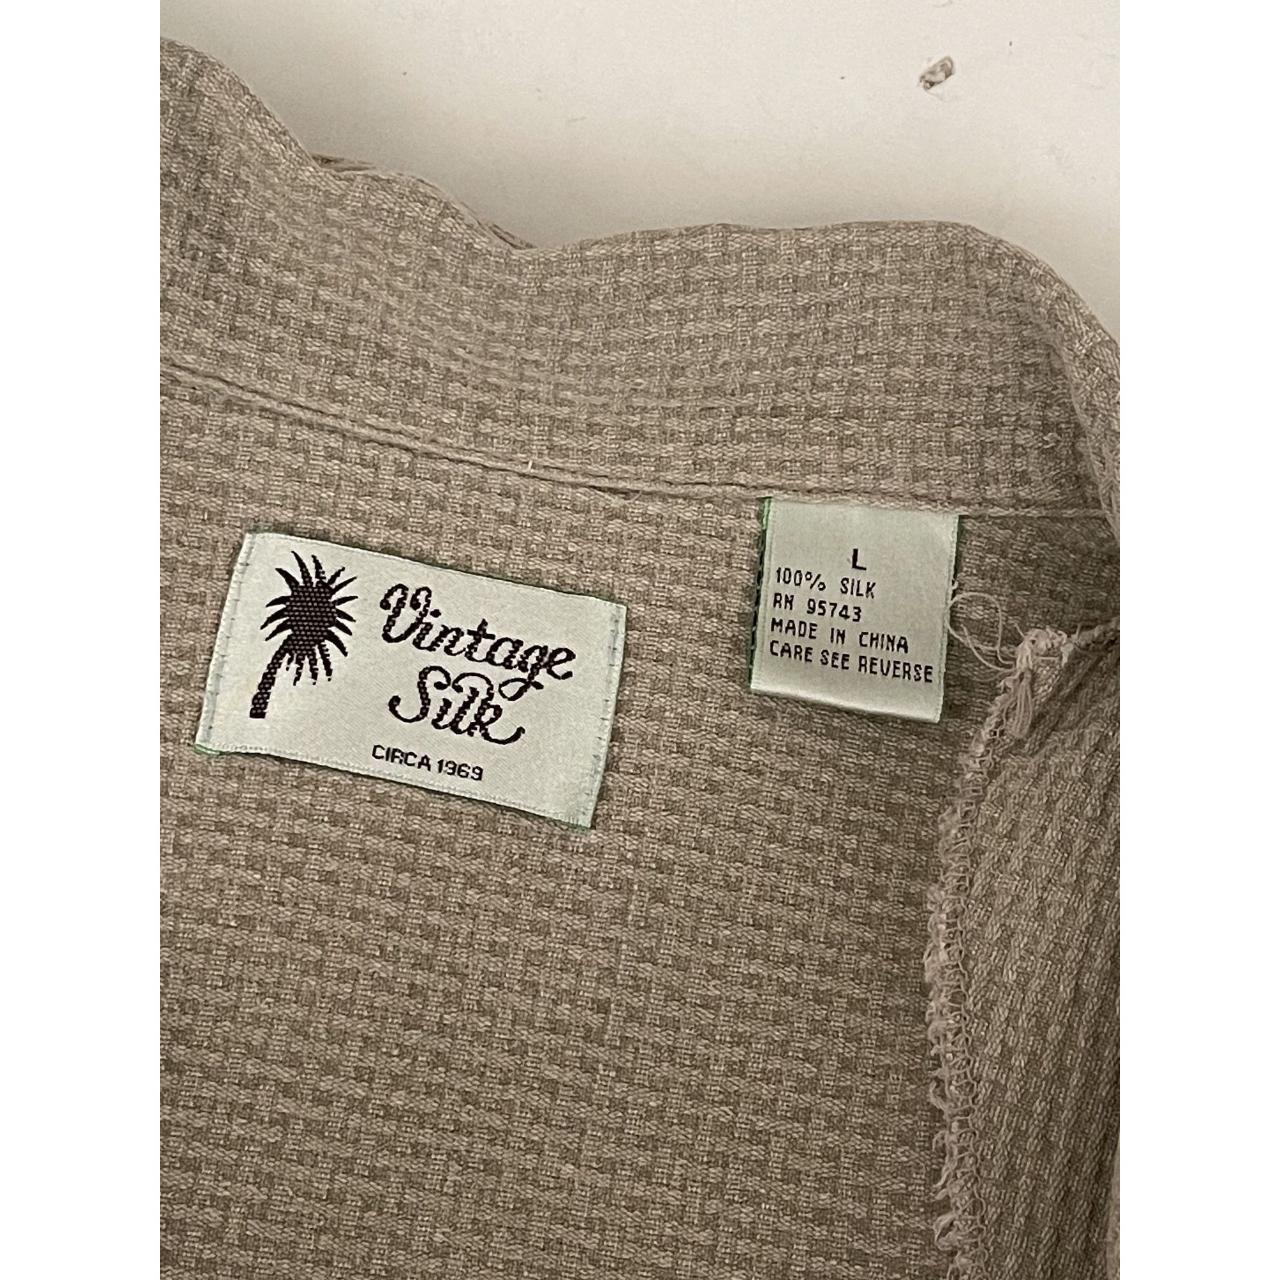 Vintage
Silk
CIRCA 1969
L
100% SILK
RN 95743
MADE IN CHINA
CARE SEE REVERSE